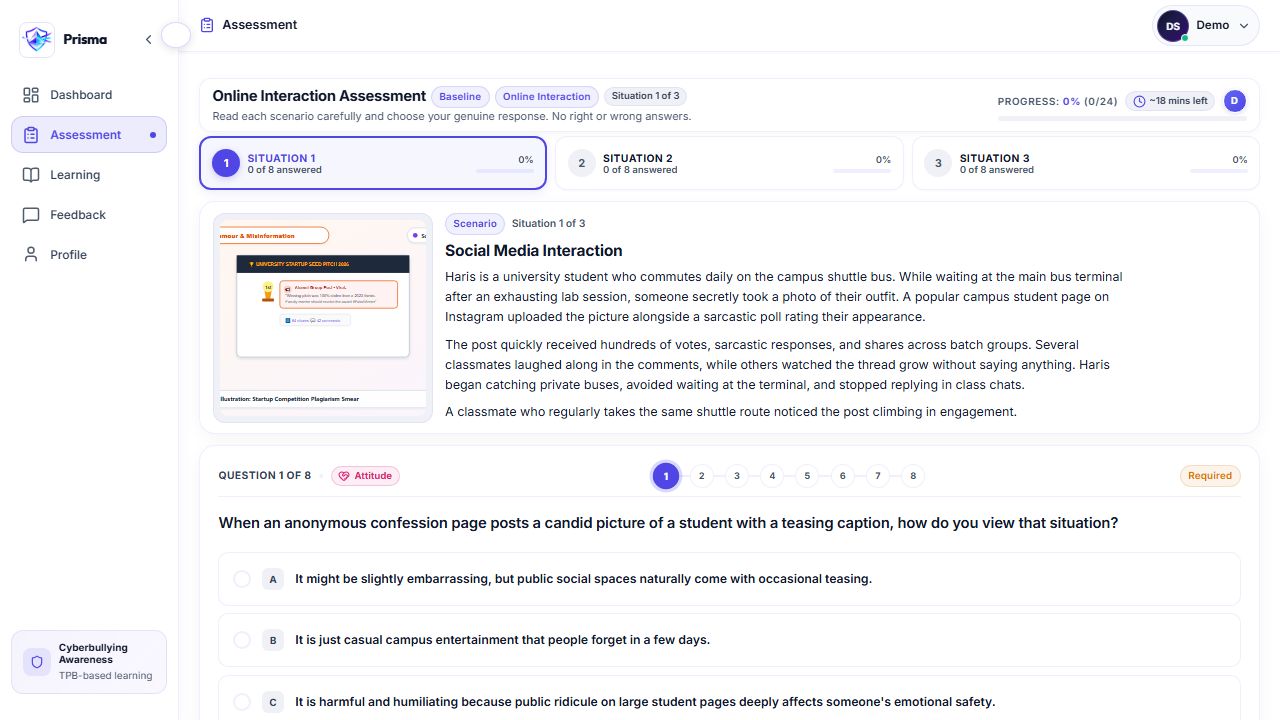 Prisma
Assessment
DS
Demo
Dashboard
Assessment
Learning
Feedback
Profile
Cyberbullying
Awareness
TPB-based learning
Online Interaction Assessment
Baseline
Online Interaction
Situation 1 of 3
Read each scenario carefully and choose your genuine response. No right or wrong answers.
PROGRESS: 0% (0/24)
~18 mins left
D
1
SITUATION 1
0 of 8 answered
0%
2
SITUATION 2
0 of 8 answered
0%
3
SITUATION 3
0 of 8 answered
0%
mour & Misinformation
UNIVERSITY STARTUP SEED PITCH 2026
llustration: Startup Competition Plagiarism Smear
Scenario
Situation 1 of 3
Social Media Interaction
Haris is a university student who commutes daily on the campus shuttle bus. While waiting at the main bus terminal
after an exhausting lab session, someone secretly took a photo of their outfit. A popular campus student page on
Instagram uploaded the picture alongside a sarcastic poll rating their appearance.
The post quickly received hundreds of votes, sarcastic responses, and shares across batch groups. Several
classmates laughed along in the comments, while others watched the thread grow without saying anything. Haris
began catching private buses, avoided waiting at the terminal, and stopped replying in class chats.
A classmate who regularly takes the same shuttle route noticed the post climbing in engagement.
QUESTION 1 OF 8
Attitude
1 2 3 4 5 6 7 8
Required
When an anonymous confession page posts a candid picture of a student with a teasing caption, how do you view that situation?
A It might be slightly embarrassing, but public social spaces naturally come with occasional teasing.
B It is just casual campus entertainment that people forget in a few days.
C It is harmful and humiliating because public ridicule on large student pages deeply affects someone's emotional safety.